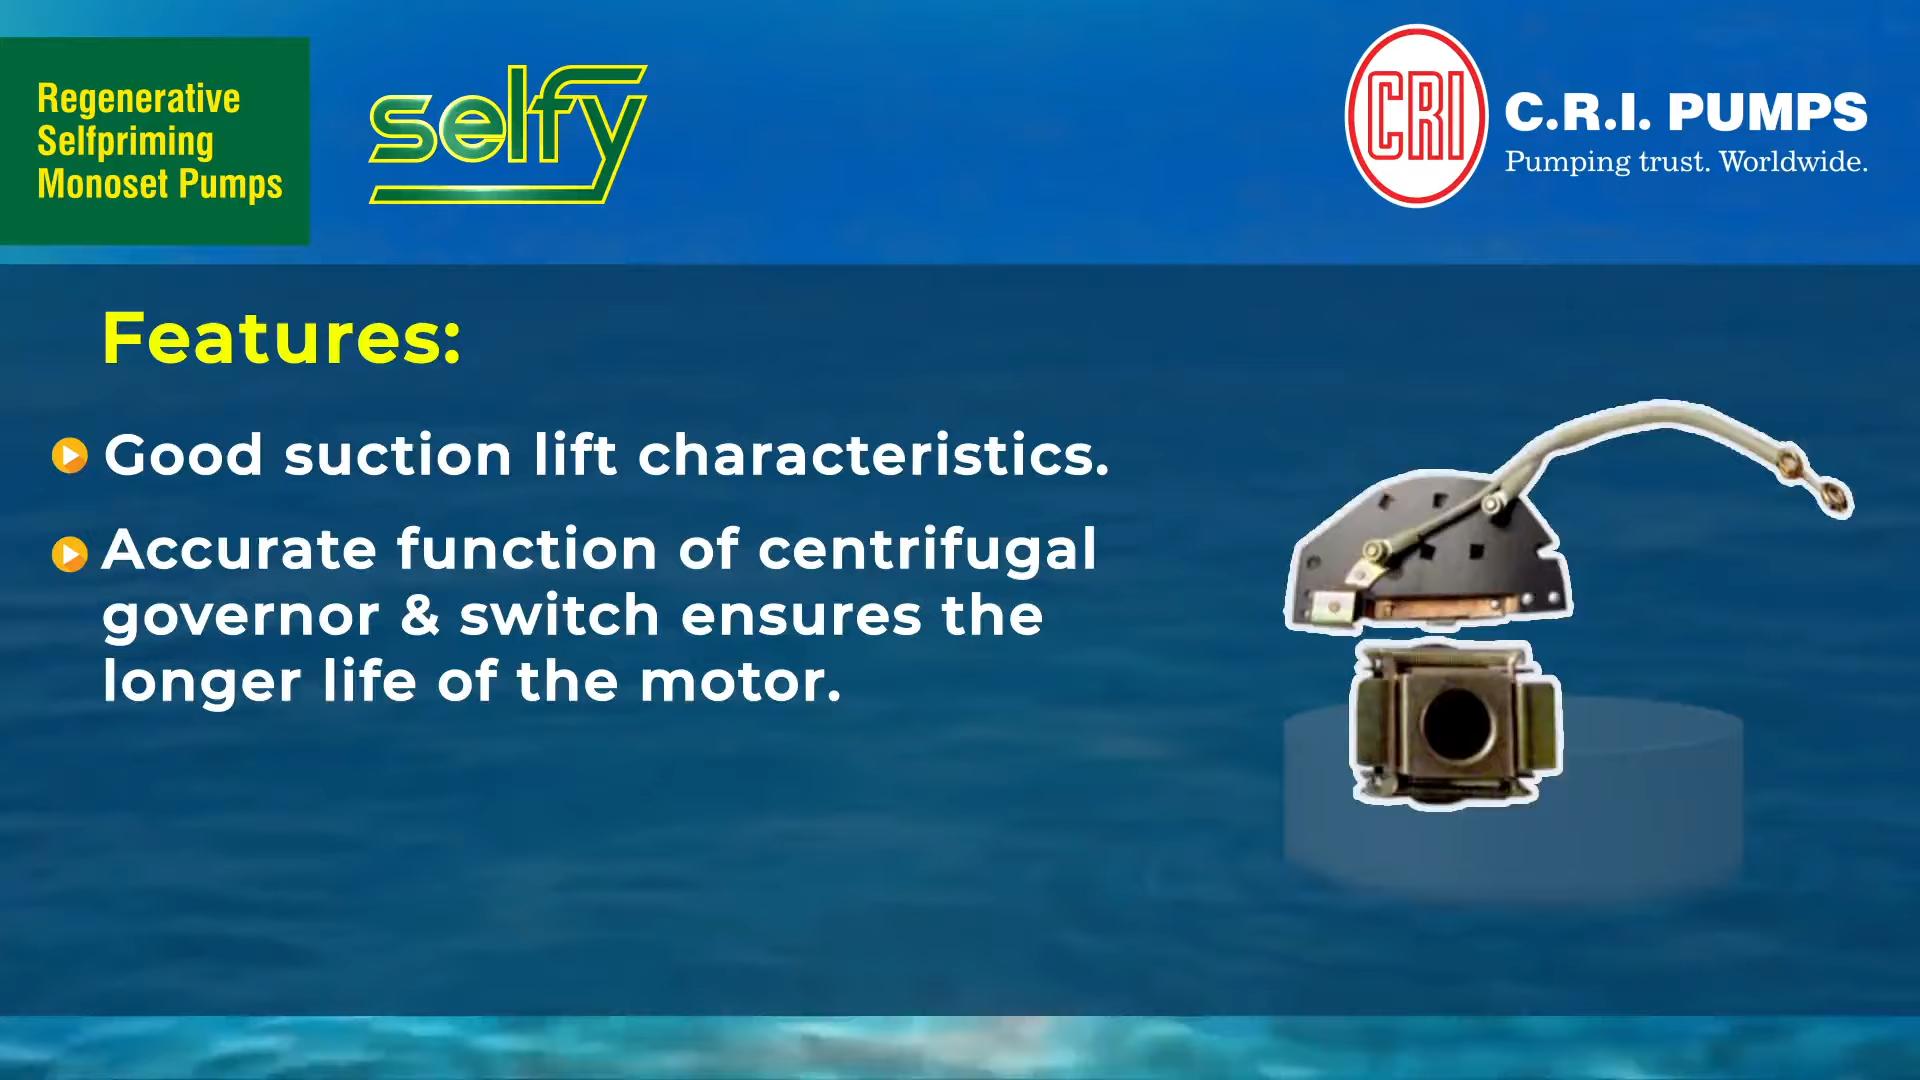 Regenerative
Selfpriming
Monoset Pumps
selfy
CRI
C.R.I. PUMPS
Pumping trust. Worldwide.
Features:
Good suction lift characteristics.
Accurate function of centrifugal
governor & switch ensures the
longer life of the motor.